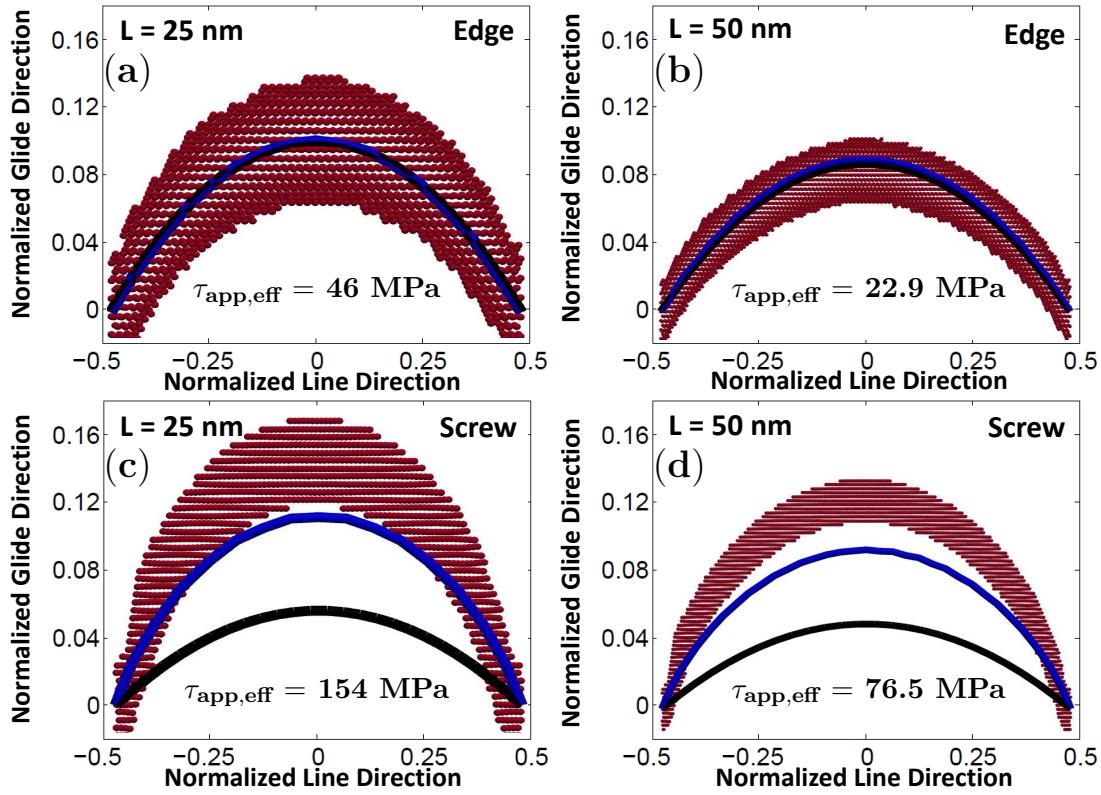 L = 25 nm
Edge
(a)
Normalized Glide Direction
0.16
0.12
0.08
0.04
0
τapp,eff = 46 MPa
−0.5
−0.25
0
0.25
0.5
Normalized Line Direction
L = 50 nm
Edge
(b)
Normalized Glide Direction
0.16
0.12
0.08
0.04
0
τapp,eff = 22.9 MPa
−0.5
−0.25
0
0.25
0.5
Normalized Line Direction
L = 25 nm
Screw
(c)
Normalized Glide Direction
0.16
0.12
0.08
0.04
0
τapp,eff = 154 MPa
−0.5
−0.25
0
0.25
0.5
Normalized Line Direction
L = 50 nm
Screw
(d)
Normalized Glide Direction
0.16
0.12
0.08
0.04
0
τapp,eff = 76.5 MPa
−0.5
−0.25
0
0.25
0.5
Normalized Line Direction